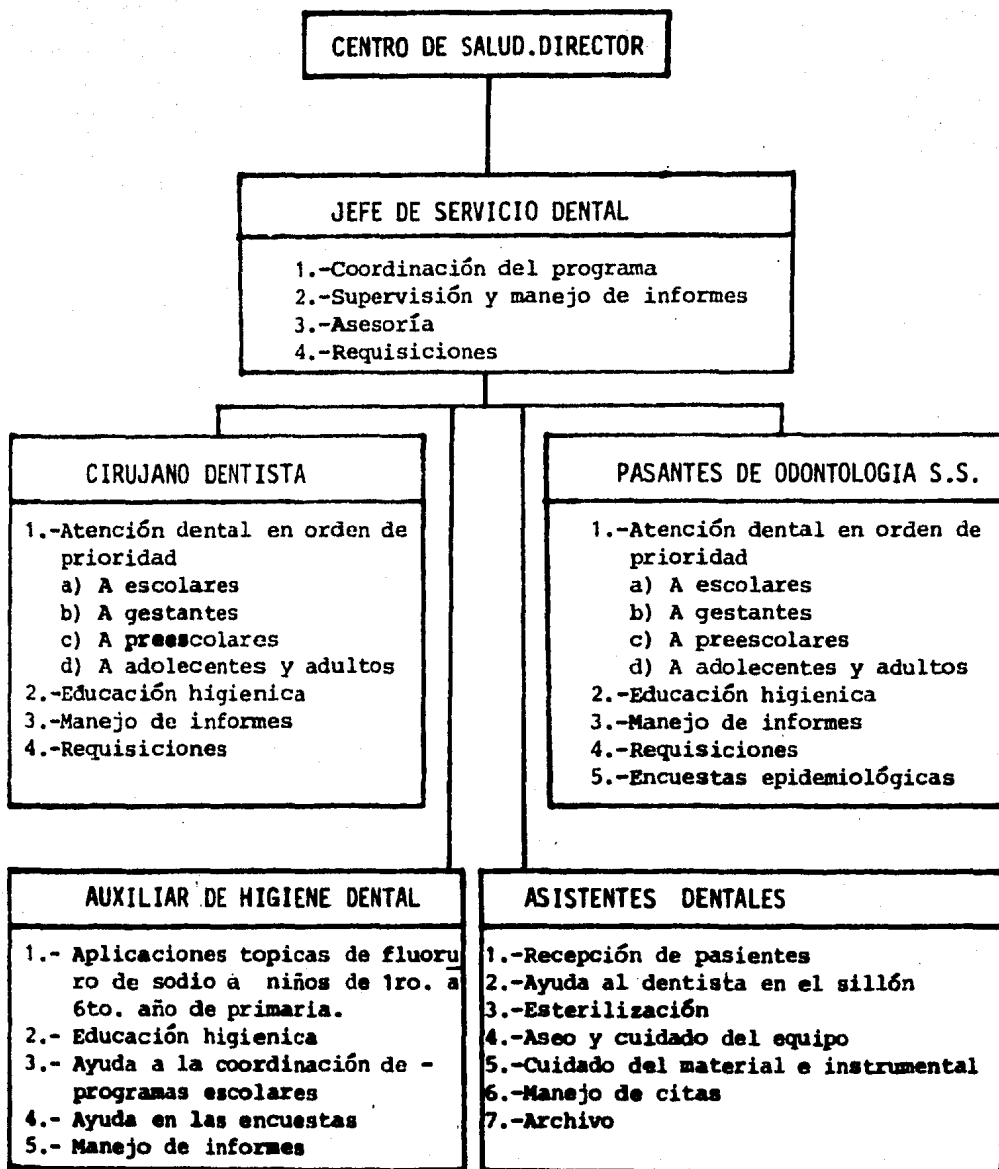 CENTRO DE SALUD.DIRECTOR
JEFE DE SERVICIO DENTAL
1.-Coordinación del programa
2.-Supervisión y manejo de informes
3.-Asesoría
4.-Requisiciones
CIRUJANO DENTISTA
1.-Atención dental en orden de
prioridad
a) A escolares
b) A gestantes
c) A preescolares
d) A adolecentes y adultos
2.-Educación higienica
3.-Manejo de informes
4.-Requisiciones
PASANTES DE ODONTOLOGIA S.S.
1.-Atención dental en orden de
prioridad
a) A escolares
b) A gestantes
c) A preescolares
d) A adolecentes y adultos
2.-Educación higienica
3.-Manejo de informes
4.-Requisiciones
5.-Encuestas epidemiológicas
AUXILIAR DE HIGIENE DENTAL
1.- Aplicaciones topicas de fluoru
ro de sodio a niños de 1ro. a
6to. año de primaria.
2.- Educación higienica
3.- Ayuda a la coordinación de -
programas escolares
4.- Ayuda en las encuestas
5.- Manejo de informes
ASISTENTES DENTALES
1.-Recepción de pasientes
2.-Ayuda al dentista en el sillón
3.-Esterilización
4.-Aseo y cuidado del equipo
5.-Cuidado del material e instrumental
6.-Manejo de citas
7.-Archivo